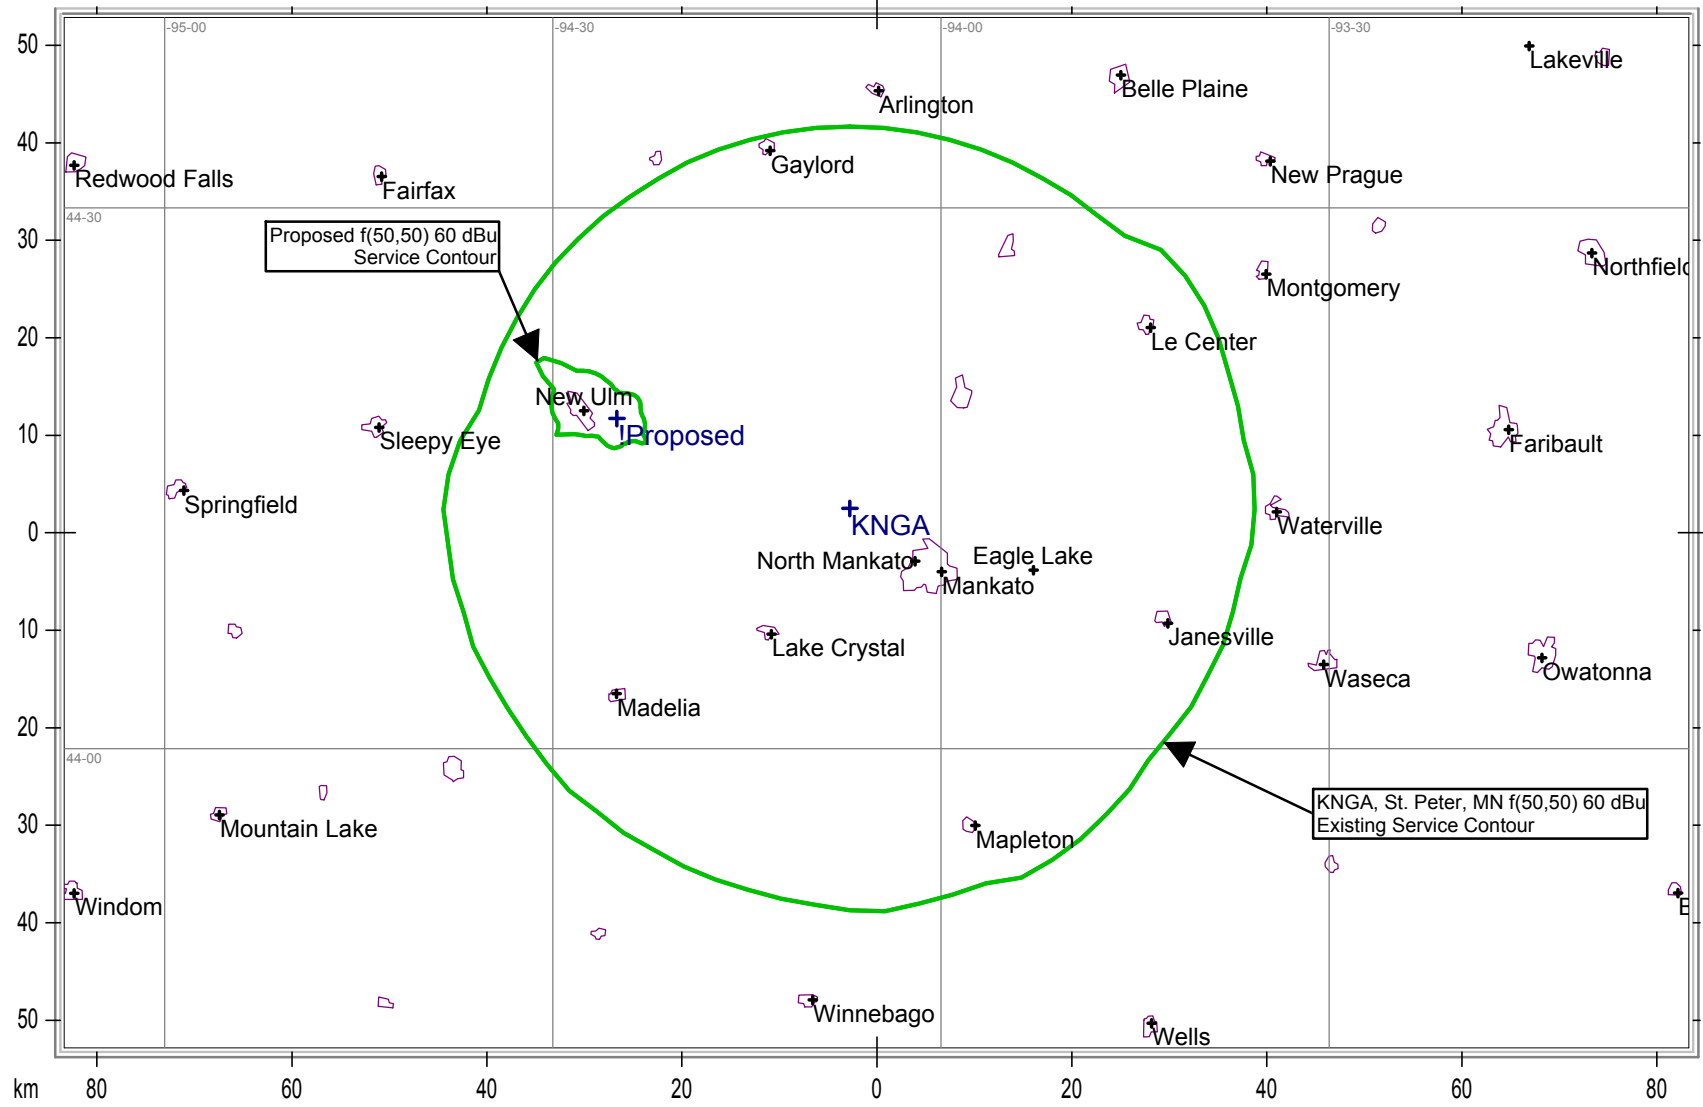 -95-00
-94-30
-94-00
-93-30
50
Lakeville
Belle Plaine
Arlington
40
Gaylord
New Prague
Redwood Falls
Fairfax
44-30
30
Proposed f(50,50) 60 dBu
Service Contour
Northfield
Montgomery
20
Le Center
New Ulm
10
!Proposed
Sleepy Eye
Faribault
Springfield
0
KNGA
Waterville
North Mankato
Eagle Lake
Mankato
10
Janesville
Lake Crystal
Waseca
Owatonna
20
Madelia
44-00
30
Mountain Lake
KNGA, St. Peter, MN f(50,50) 60 dBu
Existing Service Contour
Mapleton
Windom
40
50
Winnebago
Wells
km
80
60
40
20
0
20
40
60
80